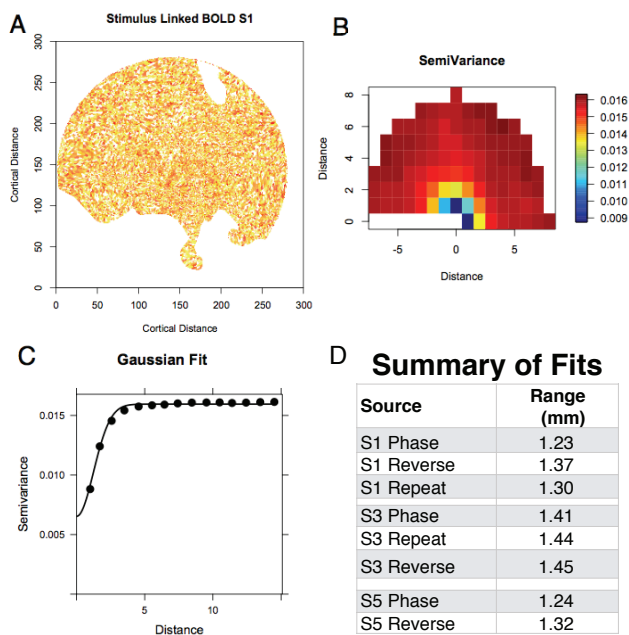 A
Stimulus Linked BOLD S1
Cortical Distance
300
250
200
150
100
50
0
0 50 100 150 200 250 300
Cortical Distance
B
SemiVariance
Distance
8
6
4
2
0
-5 0 5
Distance
0.016
0.015
0.014
0.013
0.012
0.011
0.010
0.009
C
Gaussian Fit
Semivariance
0.015
0.010
0.005
5 10
Distance
D
Summary of Fits
Source Range (mm)
S1 Phase 1.23
S1 Reverse 1.37
S1 Repeat 1.30
S3 Phase 1.41
S3 Repeat 1.44
S3 Reverse 1.45
S5 Phase 1.24
S5 Reverse 1.32